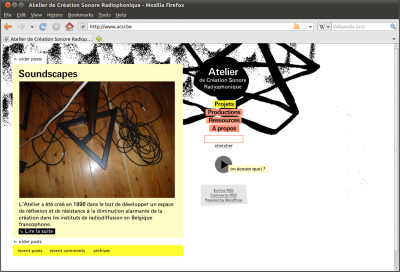 Atelier de Création Sonore Radiophonique - Mozilla Firefox
File Edit View History Bookmarks Tools Help
http://www.acsr.be
Wikipedia (en)
Atelier de Création Sonore Radiop...
← older posts
Soundscapes
L'Atelier a été créé en 1996 dans le but de développer un espace
de réflexion et de résistance à la diminution alarmante de la
création dans les instituts de radiodiffusion en Belgique
francophone.
Lire la suite
← older posts
recent posts recent comments archives
Atelier
de Création Sonore
Radiophonique
Projets
Productions
Ressources
A propos
chercher
on écoute quoi ?
Entries RSS
Comments RSS
Powered by WordPress
Done